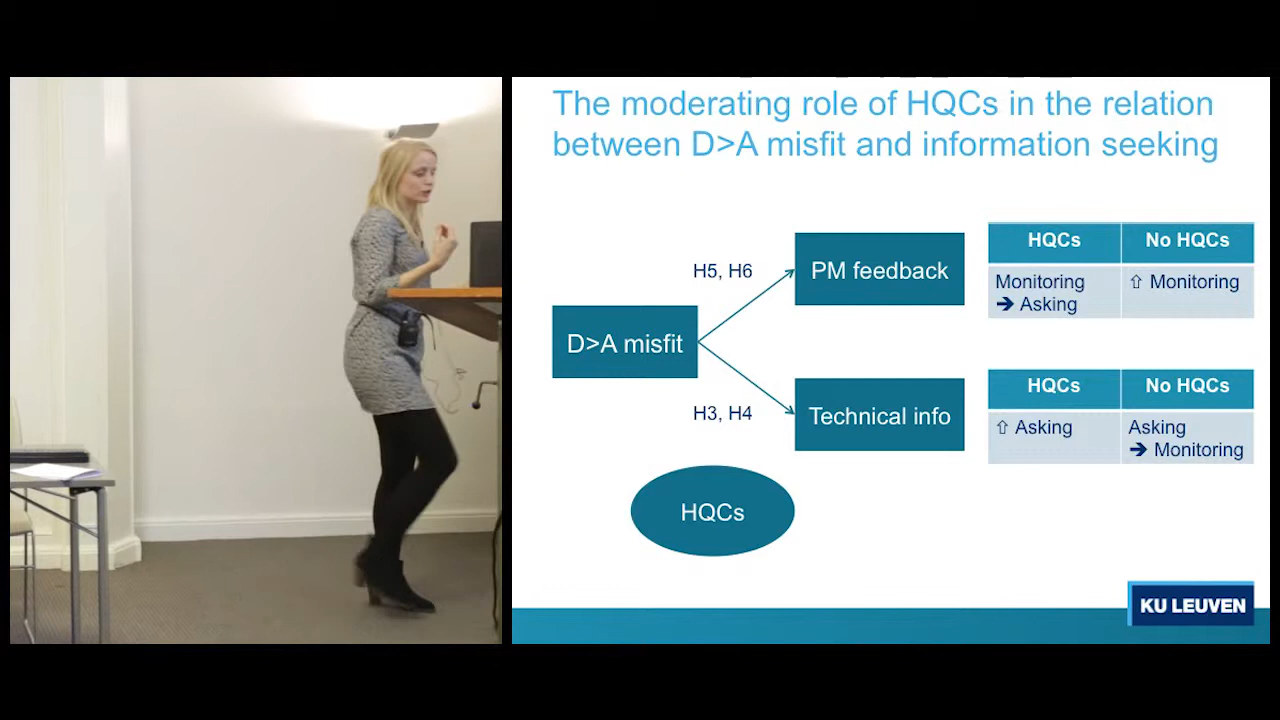 The moderating role of HQCs in the relation
between D>A misfit and information seeking
H5, H6
PM feedback
HQCs
No HQCs
Monitoring
➔ Asking
⇧ Monitoring
D>A misfit
H3, H4
Technical info
HQCs
No HQCs
⇧ Asking
Asking
➔ Monitoring
HQCs
KU LEUVEN